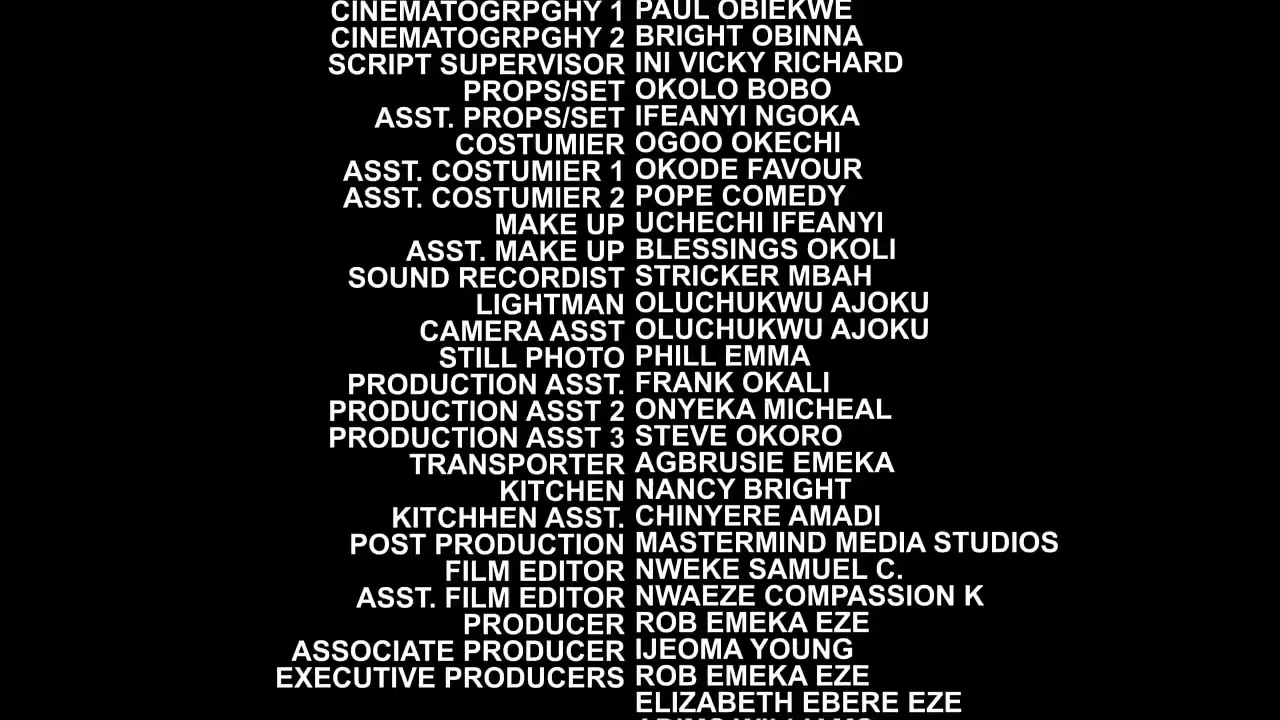 CINEMATOGRPGHY 1 PAUL OBIEKWE
CINEMATOGRPGHY 2 BRIGHT OBINNA
SCRIPT SUPERVISOR INI VICKY RICHARD
PROPS/SET OKOLO BOBO
ASST. PROPS/SET IFEANYI NGOKA
COSTUMIER OGOO OKECHI
ASST. COSTUMIER 1 OKODE FAVOUR
ASST. COSTUMIER 2 POPE COMEDY
MAKE UP UCHECHI IFEANYI
ASST. MAKE UP BLESSINGS OKOLI
SOUND RECORDIST STRICKER MBAH
LIGHTMAN OLUCHUKWU AJOKU
CAMERA ASST OLUCHUKWU AJOKU
STILL PHOTO PHILL EMMA
PRODUCTION ASST. FRANK OKALI
PRODUCTION ASST 2 ONYEKA MICHEAL
PRODUCTION ASST 3 STEVE OKORO
TRANSPORTER AGBRUSIE EMEKA
KITCHEN NANCY BRIGHT
KITCHHEN ASST. CHINYERE AMADI
POST PRODUCTION MASTERMIND MEDIA STUDIOS
FILM EDITOR NWEKE SAMUEL C.
ASST. FILM EDITOR NWAEZE COMPASSION K
PRODUCER ROB EMEKA EZE
ASSOCIATE PRODUCER IJEOMA YOUNG
EXECUTIVE PRODUCERS ROB EMEKA EZE
ELIZABETH EBERE EZE